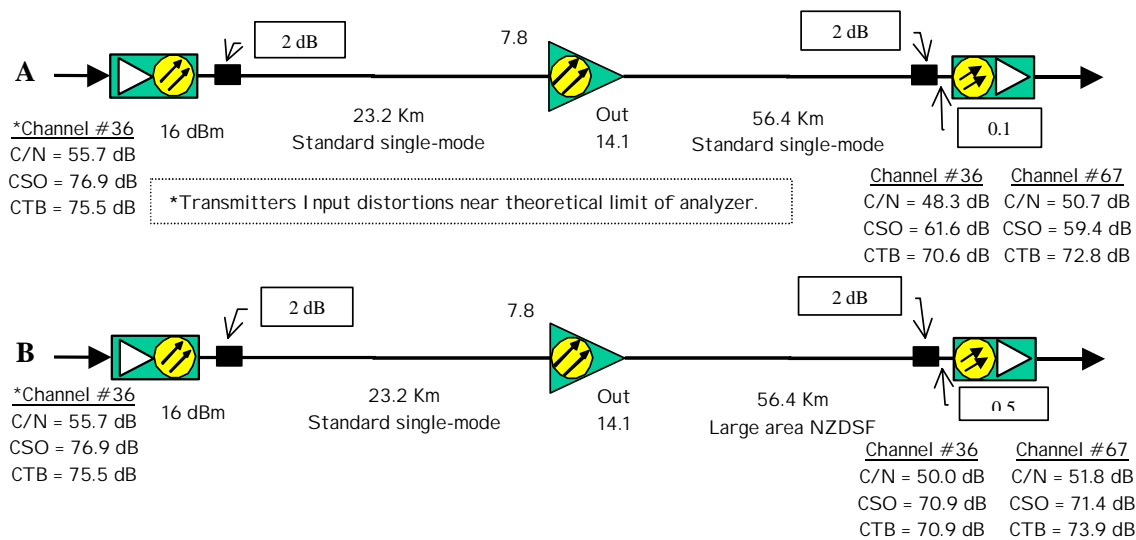 2 dB
7.8
2 dB
A
23.2 Km
Standard single-mode
16 dBm
Out
14.1
56.4 Km
Standard single-mode
0.1
*Channel #36
C/N = 55.7 dB
CSO = 76.9 dB
CTB = 75.5 dB
*Transmitters Input distortions near theoretical limit of analyzer.
Channel #36
C/N = 48.3 dB
CSO = 61.6 dB
CTB = 70.6 dB
Channel #67
C/N = 50.7 dB
CSO = 59.4 dB
CTB = 72.8 dB
2 dB
7.8
2 dB
B
23.2 Km
Standard single-mode
16 dBm
Out
14.1
56.4 Km
Large area NZDSF
0.5
*Channel #36
C/N = 55.7 dB
CSO = 76.9 dB
CTB = 75.5 dB
Channel #36
C/N = 50.0 dB
CSO = 70.9 dB
CTB = 70.9 dB
Channel #67
C/N = 51.8 dB
CSO = 71.4 dB
CTB = 73.9 dB